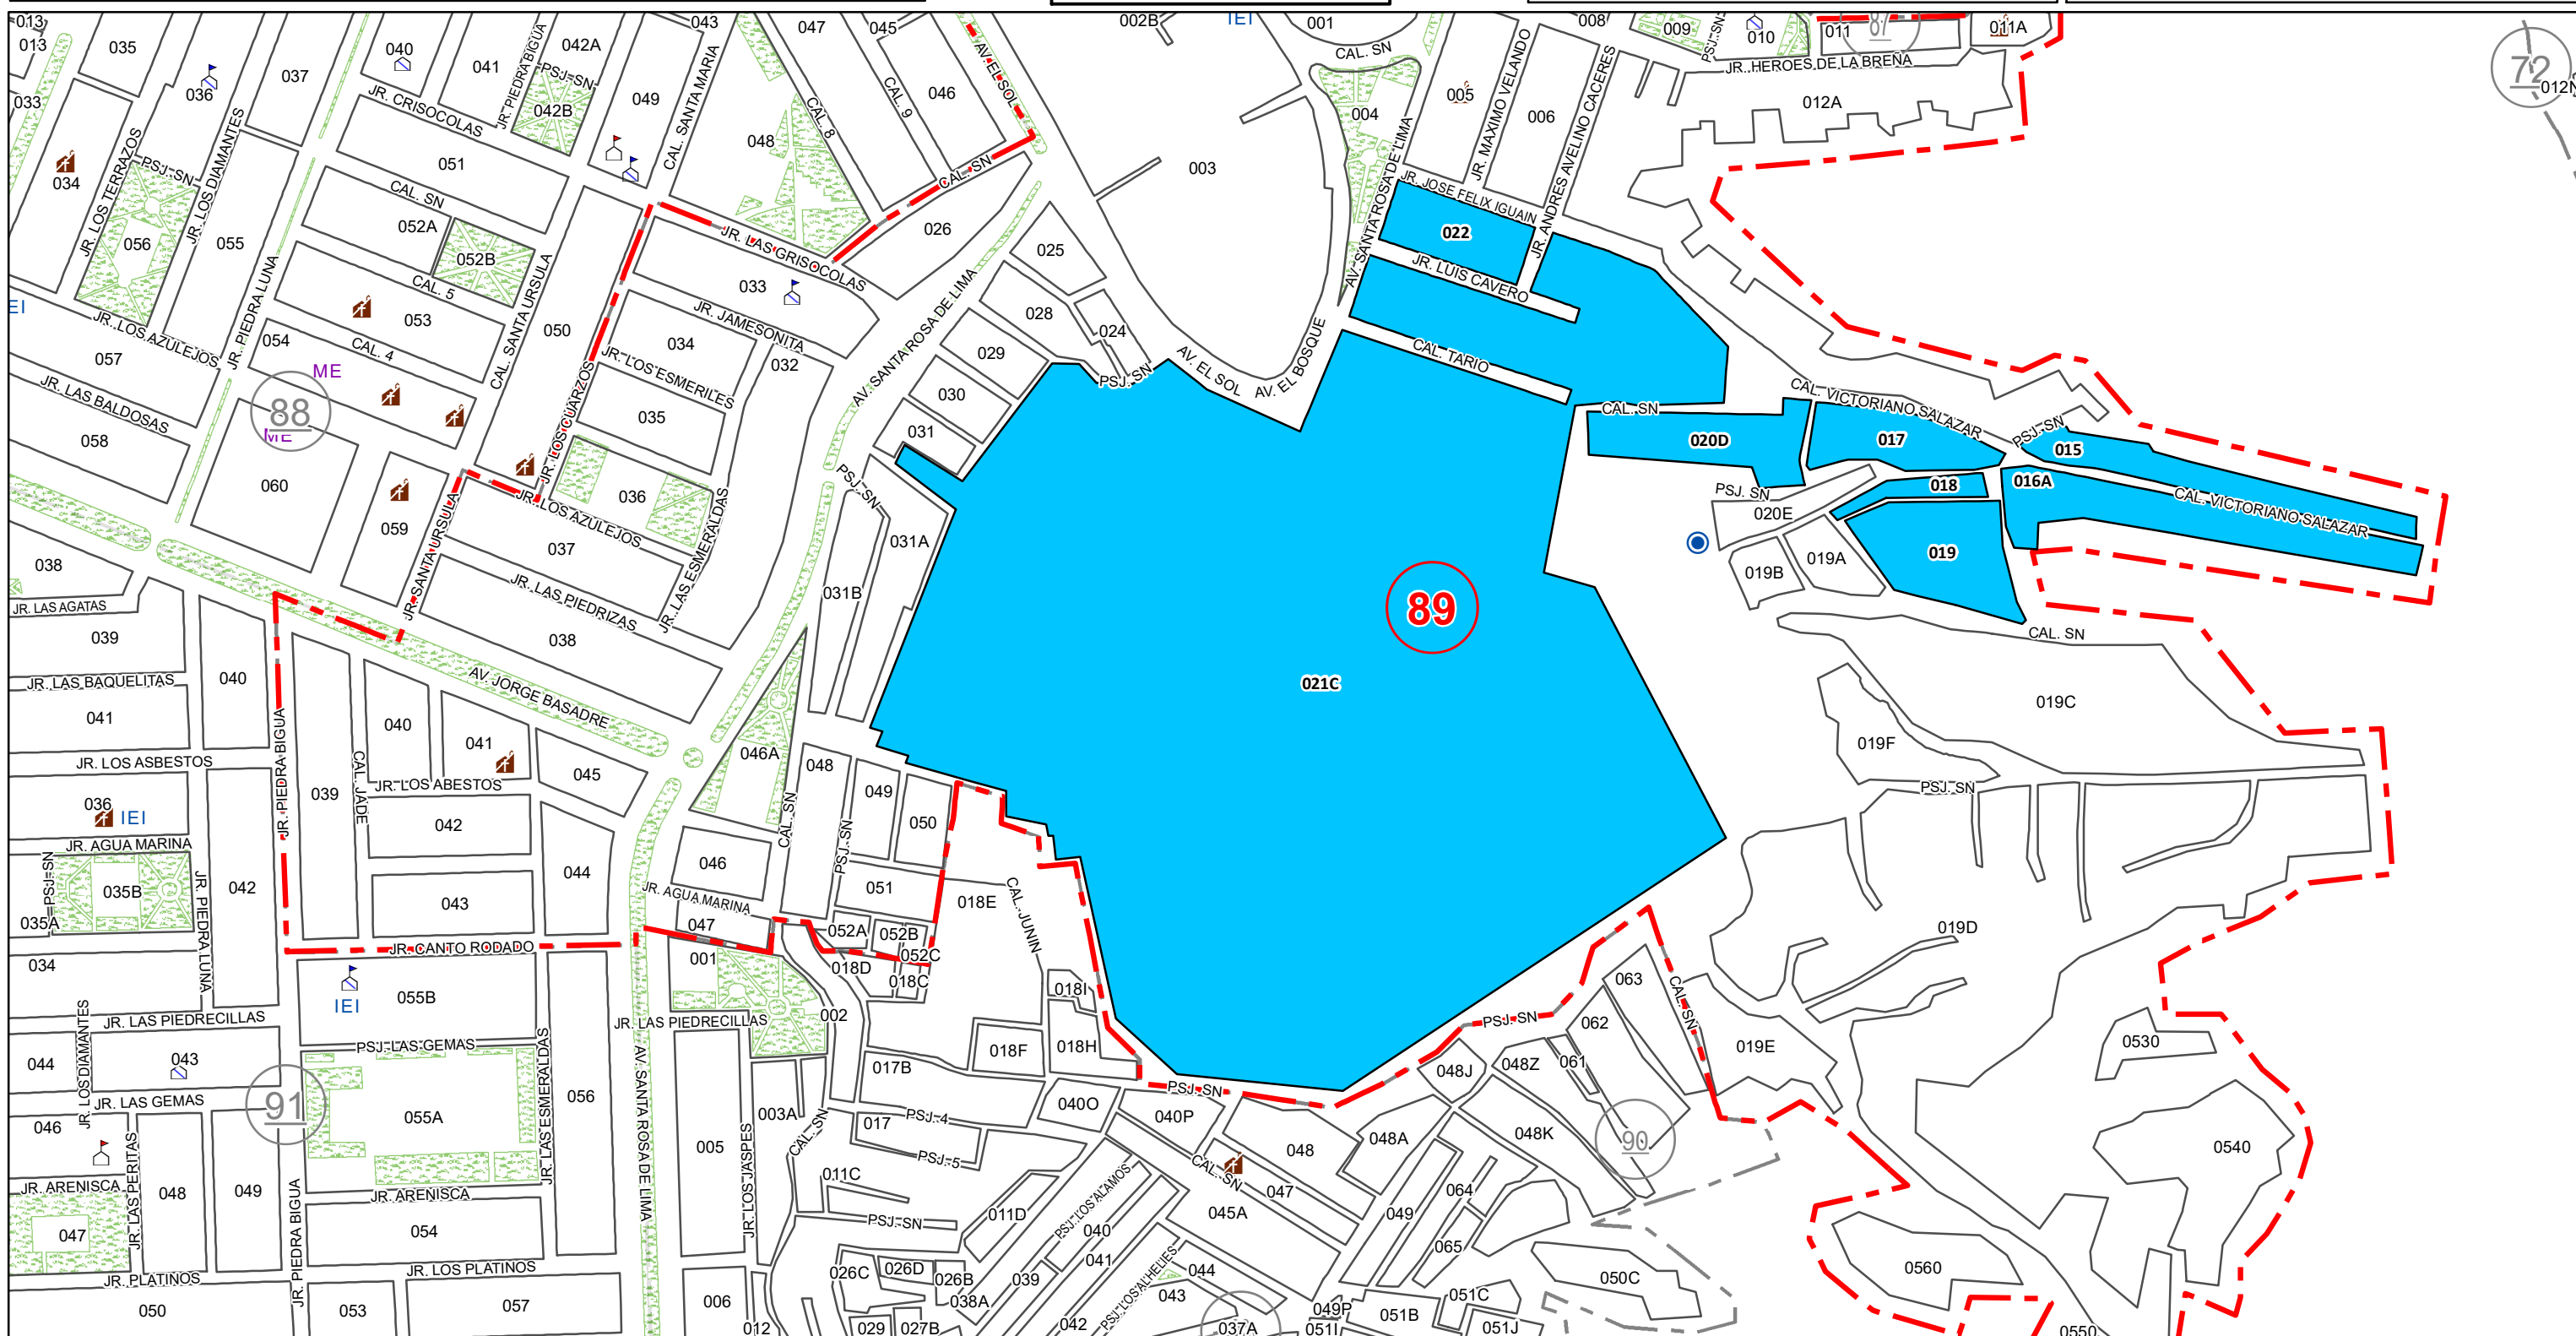 013
013
035
040
041
JR. PIEDRA BIGUA
042A
043
047
045
AV. EL SOL
002B
IEI
001
CAL. SN
008
009
PSJ. SN
010
011
87
011A
72
012N
036
037
PSJ. SN
049
CAL. SANTA MARIA
CAL. 8
CAL. 9
046
005
JR. MAXIMO VELANDO
006
JR. ANDRES AVELINO CACERES
JR. HEROES DE LA BREÑA
012A
033
JR. CRISOCOLAS
042B
048
004
AV. SANTA ROSA DE LIMA
034
PSJ. SN
JR. LOS TERRAZOS
JR. LOS DIAMANTES
051
CAL. SN
003
JR. JOSE FELIX IGUAIN
CAL. SN
052A
026
022
056
055
052B
JR. LAS GRISOCOLAS
025
JR. LUIS CAVERO
IEI
JR. PIEDRA LUNA
CAL. 5
CAL. SANTA URSULA
033
AV. SANTA ROSA DE LIMA
028
JR. LOS AZULEJOS
053
050
JR. JAMESONITA
024
054
CAL. 4
034
029
CAL. TARIO
057
ME
JR. LOS ESMERILES
032
PSJ. SN
AV. EL SOL
AV. EL BOSQUE
JR. LAS BALDOSAS
88
ME
JR. LOS CUARZOS
035
030
CAL. SN
CAL. VICTORIANO SALAZAR
058
031
020D
017
PSJ. SN
015
060
059
036
PSJ. SN
018
016A
CAL. VICTORIANO SALAZAR
JR. LOS AZULEJOS
PSJ. SN
020E
038
JR. SANTA URSULA
037
JR. LAS ESMERALDAS
031A
019A
019
019B
JR. LAS PIEDRIZAS
031B
89
JR. LAS AGATAS
039
038
CAL. SN
040
021C
JR. LAS BAQUELITAS
AV. JORGE BASADRE
041
040
041
019C
JR. LOS ASBESTOS
JR. PIEDRA BIGUA
039
CAL. JADE
JR. LOS ABESTOS
045
046A
048
019F
036
IEI
042
CAL. SN
049
050
PSJ. SN
JR. AGUA MARINA
046
PSJ. SN
PSJ. SN
035B
042
043
044
JR. AGUA MARINA
051
018E
CAL. JUNIN
035A
JR. PIEDRA LUNA
047
052A
052B
019D
034
JR. CANTO RODADO
001
018D
052C
018C
055B
IEI
018I
063
CAL. SN
JR. LAS PIEDRECILLAS
JR. LAS PIEDRECILLAS
002
PSJ. SN
062
044
JR. LOS DIAMANTES
043
PSJ. LAS GEMAS
018F
018H
019E
0530
017B
048J
048Z
061
JR. LAS GEMAS
91
055A
JR. LAS ESMERALDAS
056
AV. SANTA ROSA DE LIMA
003A
040O
PSJ. SN
040P
046
005
CAL. SN
017
PSJ. 4
048
048A
048K
90
0540
JR. LAS PERITAS
PSJ. 5
JR. LOS JASPES
JR. ARENISCA
048
049
JR. ARENISCA
011C
PSJ. LOS ALAMOS
CAL. SN
047
064
JR. PIEDRA BIGUA
047
054
PSJ. SN
011D
040
045A
049
065
0560
JR. PLATINOS
JR. LOS PLATINOS
026C
026D
026B
039
041
PSJ. LOS ALHELIES
044
050C
050
053
057
006
038A
043
051C
049P
051B
012
029
027B
042
037A
051I
051J
0550